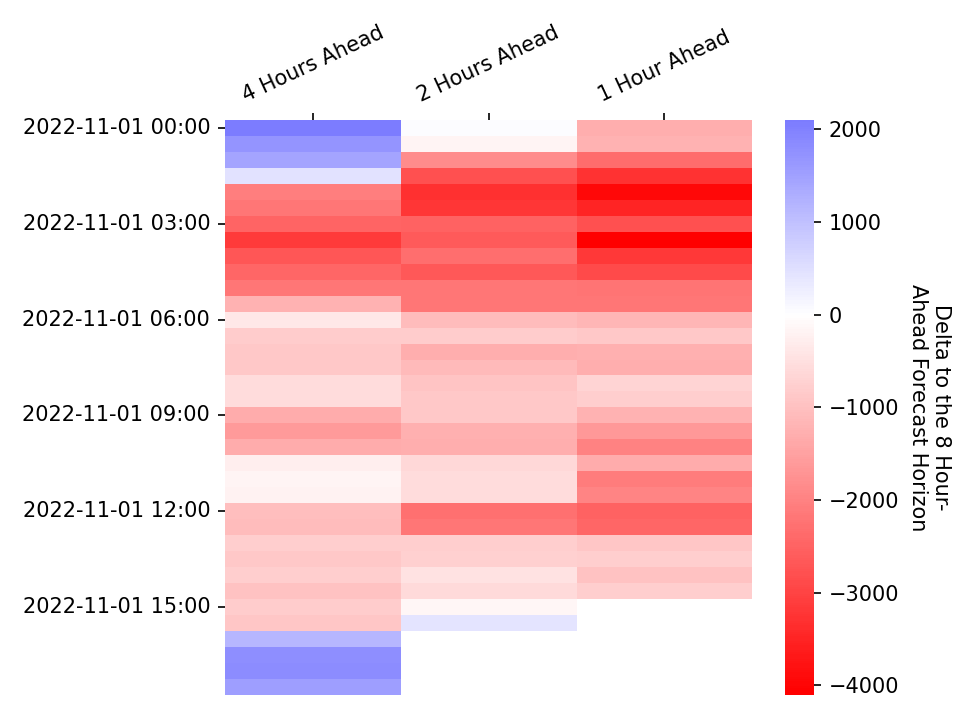 4 Hours Ahead
2 Hours Ahead
1 Hour Ahead
2022-11-01 00:00
2022-11-01 03:00
2022-11-01 06:00
2022-11-01 09:00
2022-11-01 12:00
2022-11-01 15:00
2000
1000
0
−1000
−2000
−3000
−4000
Delta to the 8 Hour-
Ahead Forecast Horizon